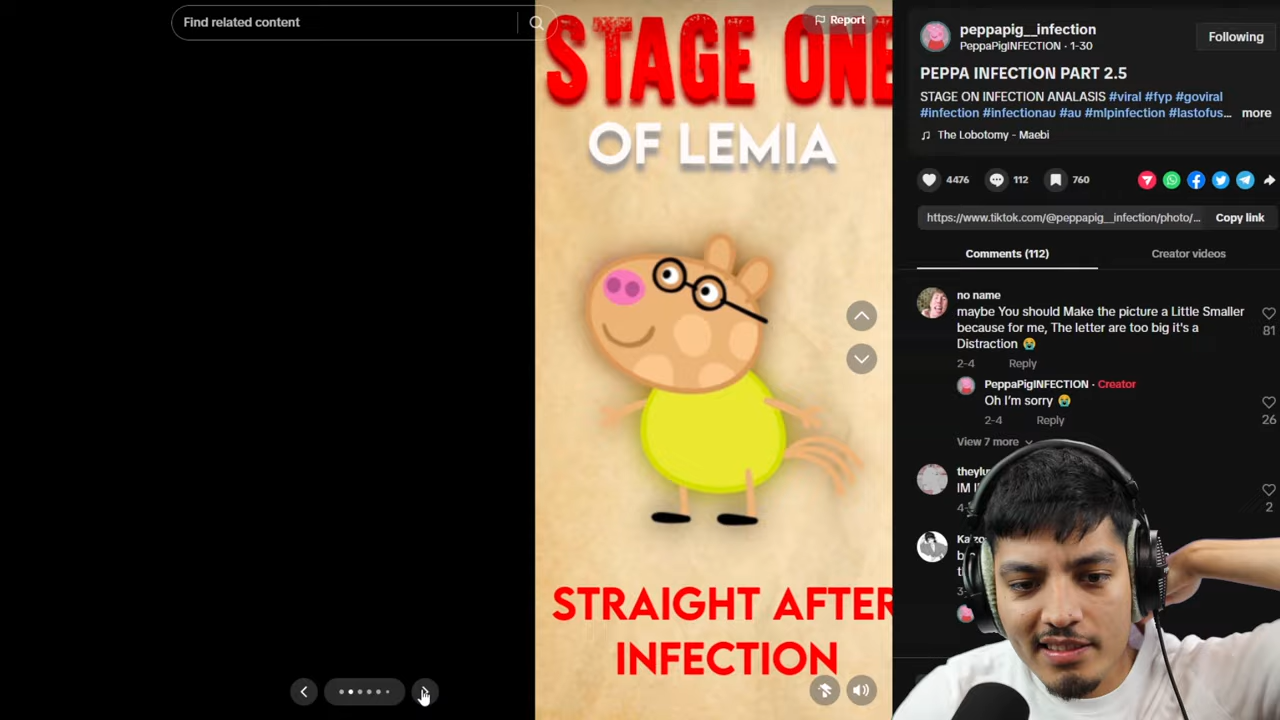 Find related content
Report
STAGE ONE
OF LEMIA
STRAIGHT AFTER
INFECTION
peppapig__infection
PeppaPigINFECTION · 1-30
Following
PEPPA INFECTION PART 2.5
STAGE ON INFECTION ANALASIS #viral #fyp #goviral
#infection #infectionau #au #mlpinfection #lastofus... more
The Lobotomy - Maebi
4476
112
760
https://www.tiktok.com/@peppapig__infection/photo/...
Copy link
Comments (112)
Creator videos
no name
maybe You should Make the picture a Little Smaller
because for me, The letter are too big it's a
Distraction 😭
81
2-4 Reply
PeppaPigINFECTION · Creator
Oh I'm sorry 😭
26
2-4 Reply
View 7 more
2